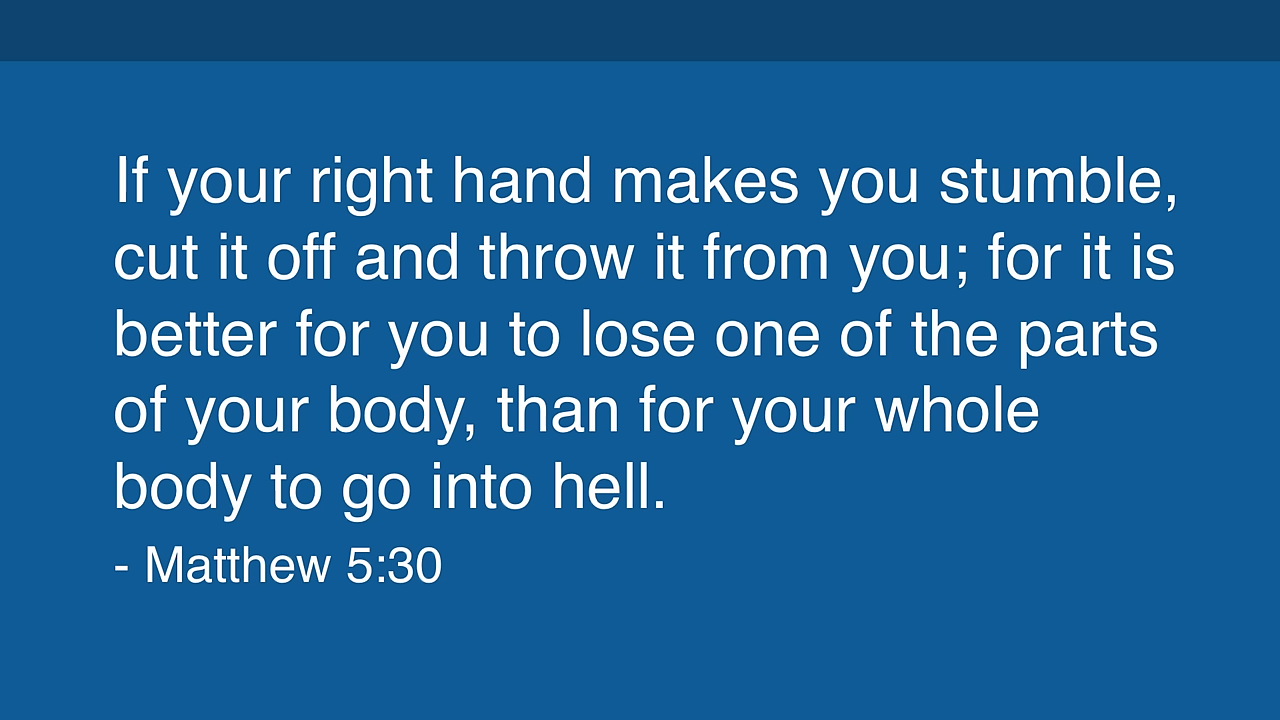 If your right hand makes you stumble,
cut it off and throw it from you; for it is
better for you to lose one of the parts
of your body, than for your whole
body to go into hell.
- Matthew 5:30